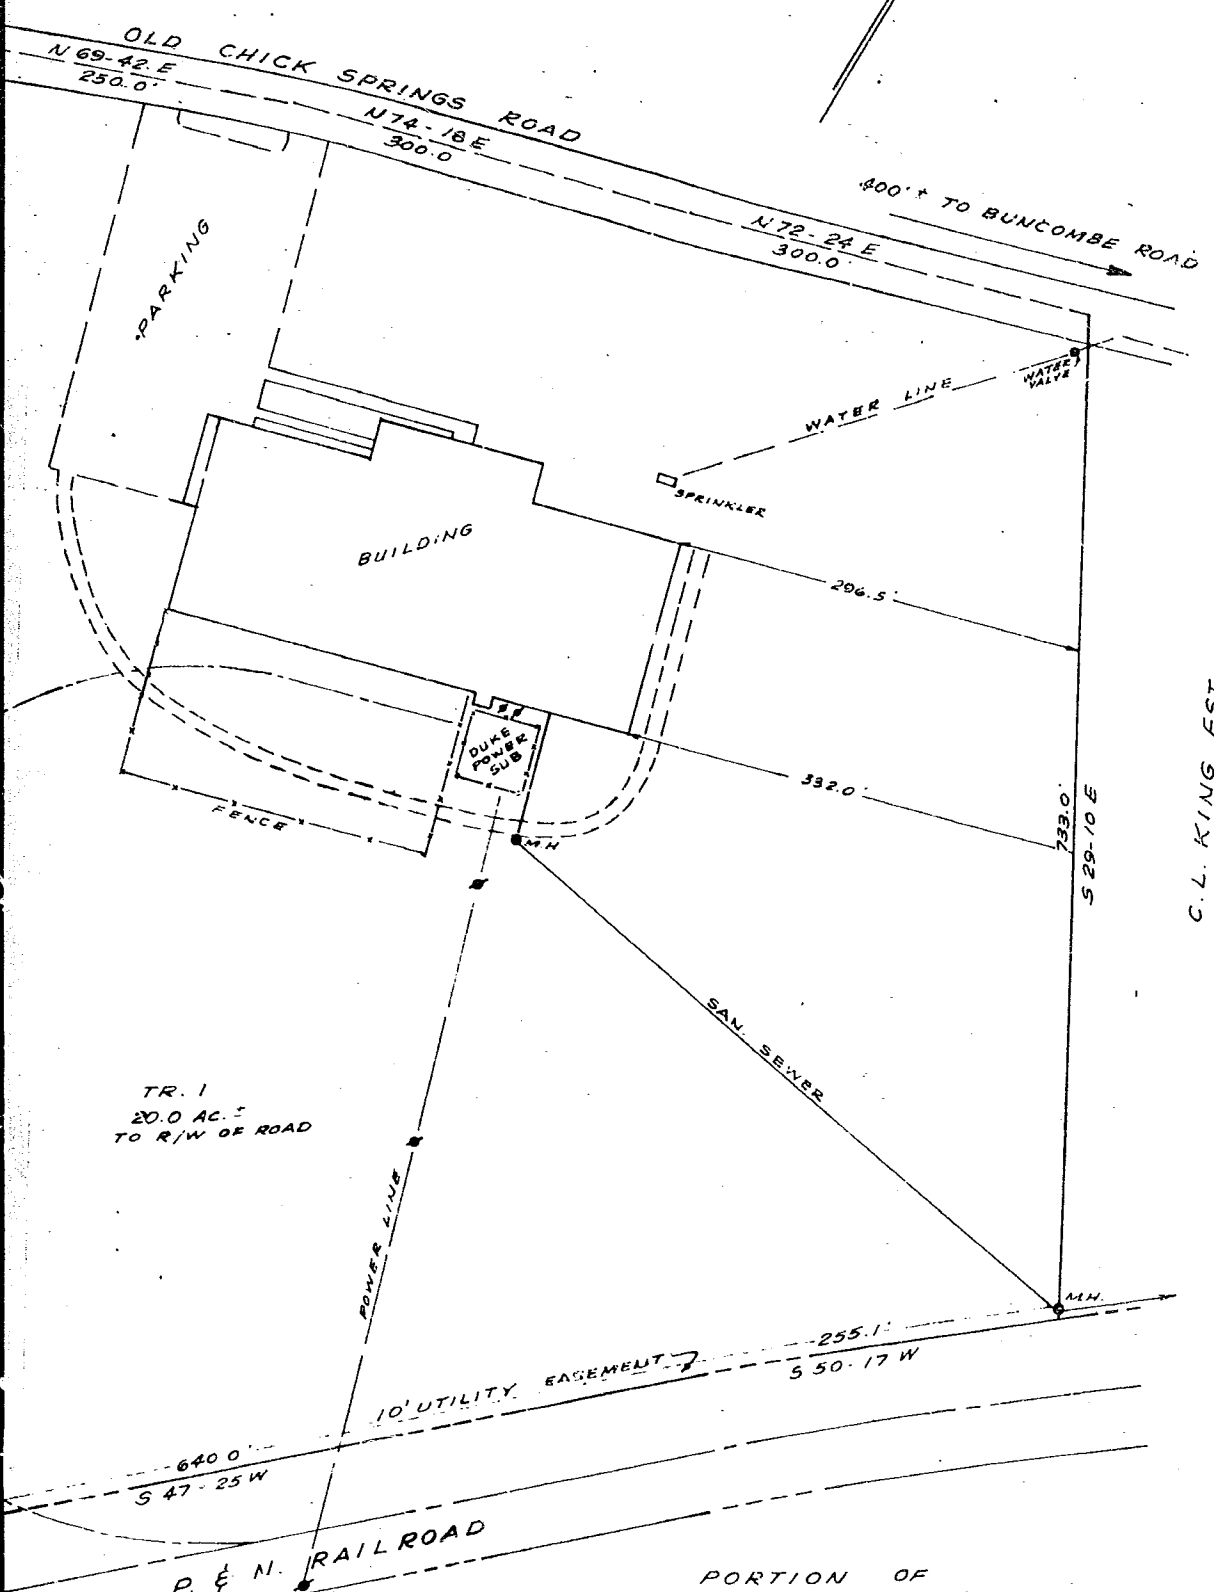 OLD CHICK SPRINGS ROAD
N 69-42 E
250.0'
N 74-18 E
300.0
400' ± TO BUNCOMBE ROAD
N 72-24 E
300.0'
PARKING
WATER LINE
WATER
VALVE
SPRINKLER
BUILDING
296.5'
DUKE
POWER
SUB
332.0'
FENCE
M.H
733.0'
S 29-10 E
C. L. KING EST
SAN. SEWER
TR. 1
20.0 AC. ±
TO R/W OF ROAD
POWER LINE
M.H.
255.1'
S 50-17 W
10' UTILITY EASEMENT
640.0'
S 47-25 W
P. & N. RAILROAD
PORTION OF